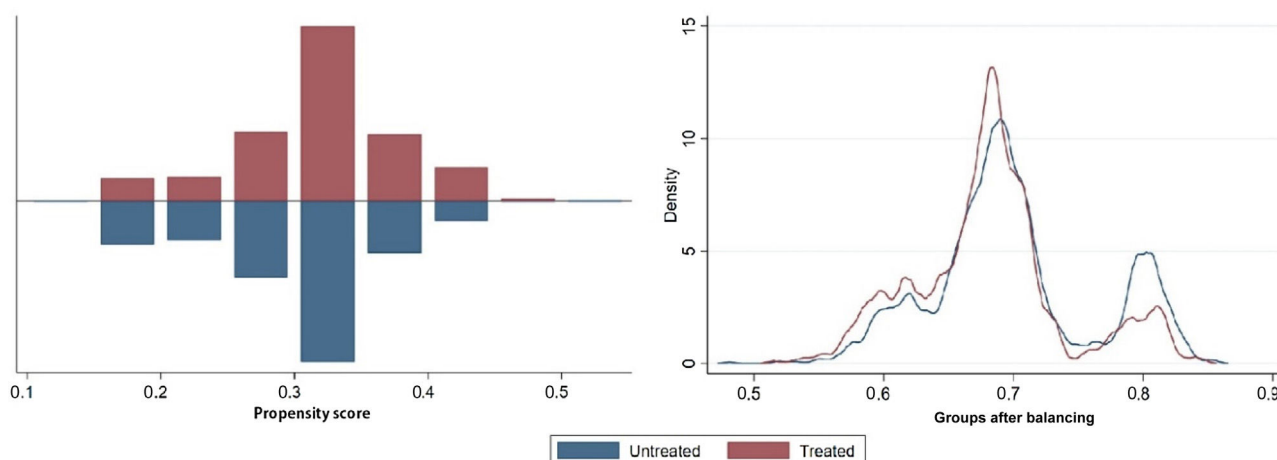 0.1 0.2 0.3 0.4 0.5
Propensity score
15
10
5
0
Density
0.5 0.6 0.7 0.8 0.9
Groups after balancing
Untreated Treated